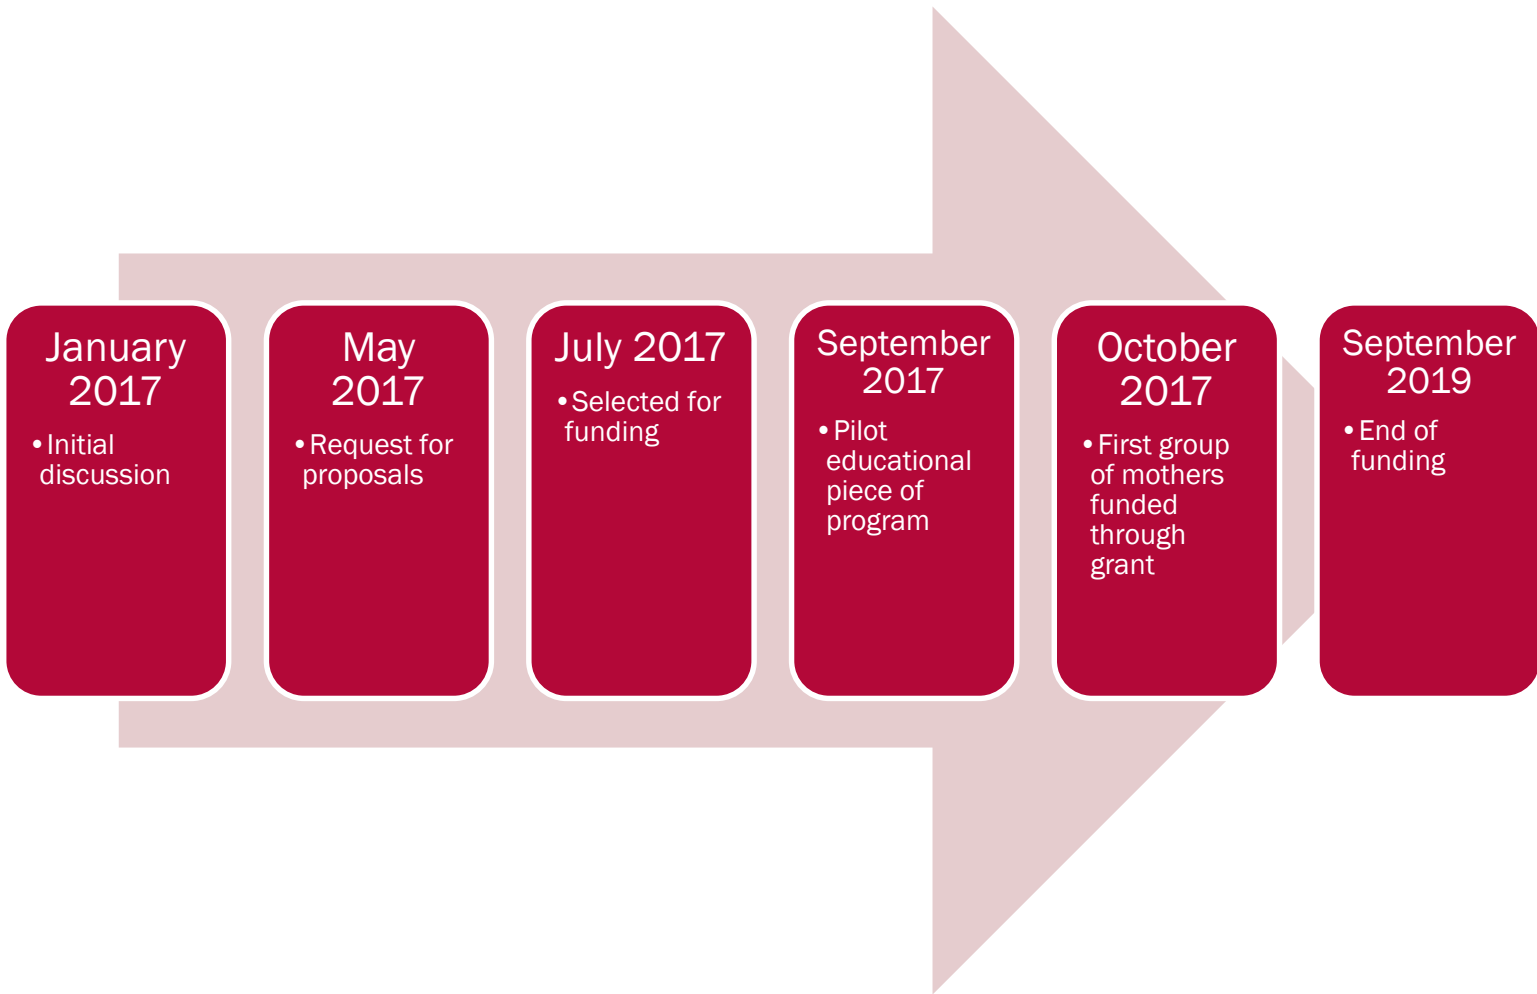 January
2017
•Initial
discussion
May
2017
•Request for
proposals
July 2017
•Selected for
funding
September
2017
•Pilot
educational
piece of
program
October
2017
•First group
of mothers
funded
through
grant
September
2019
•End of
funding